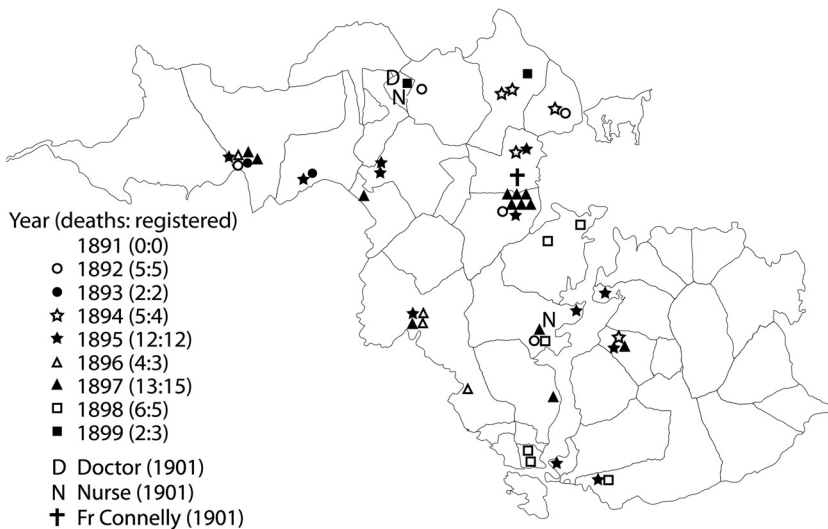 D
N
Year (deaths: registered)
1891 (0:0)
1892 (5:5)
1893 (2:2)
1894 (5:4)
1895 (12:12)
1896 (4:3)
1897 (13:15)
1898 (6:5)
1899 (2:3)
N
D Doctor (1901)
N Nurse (1901)
Fr Connelly (1901)